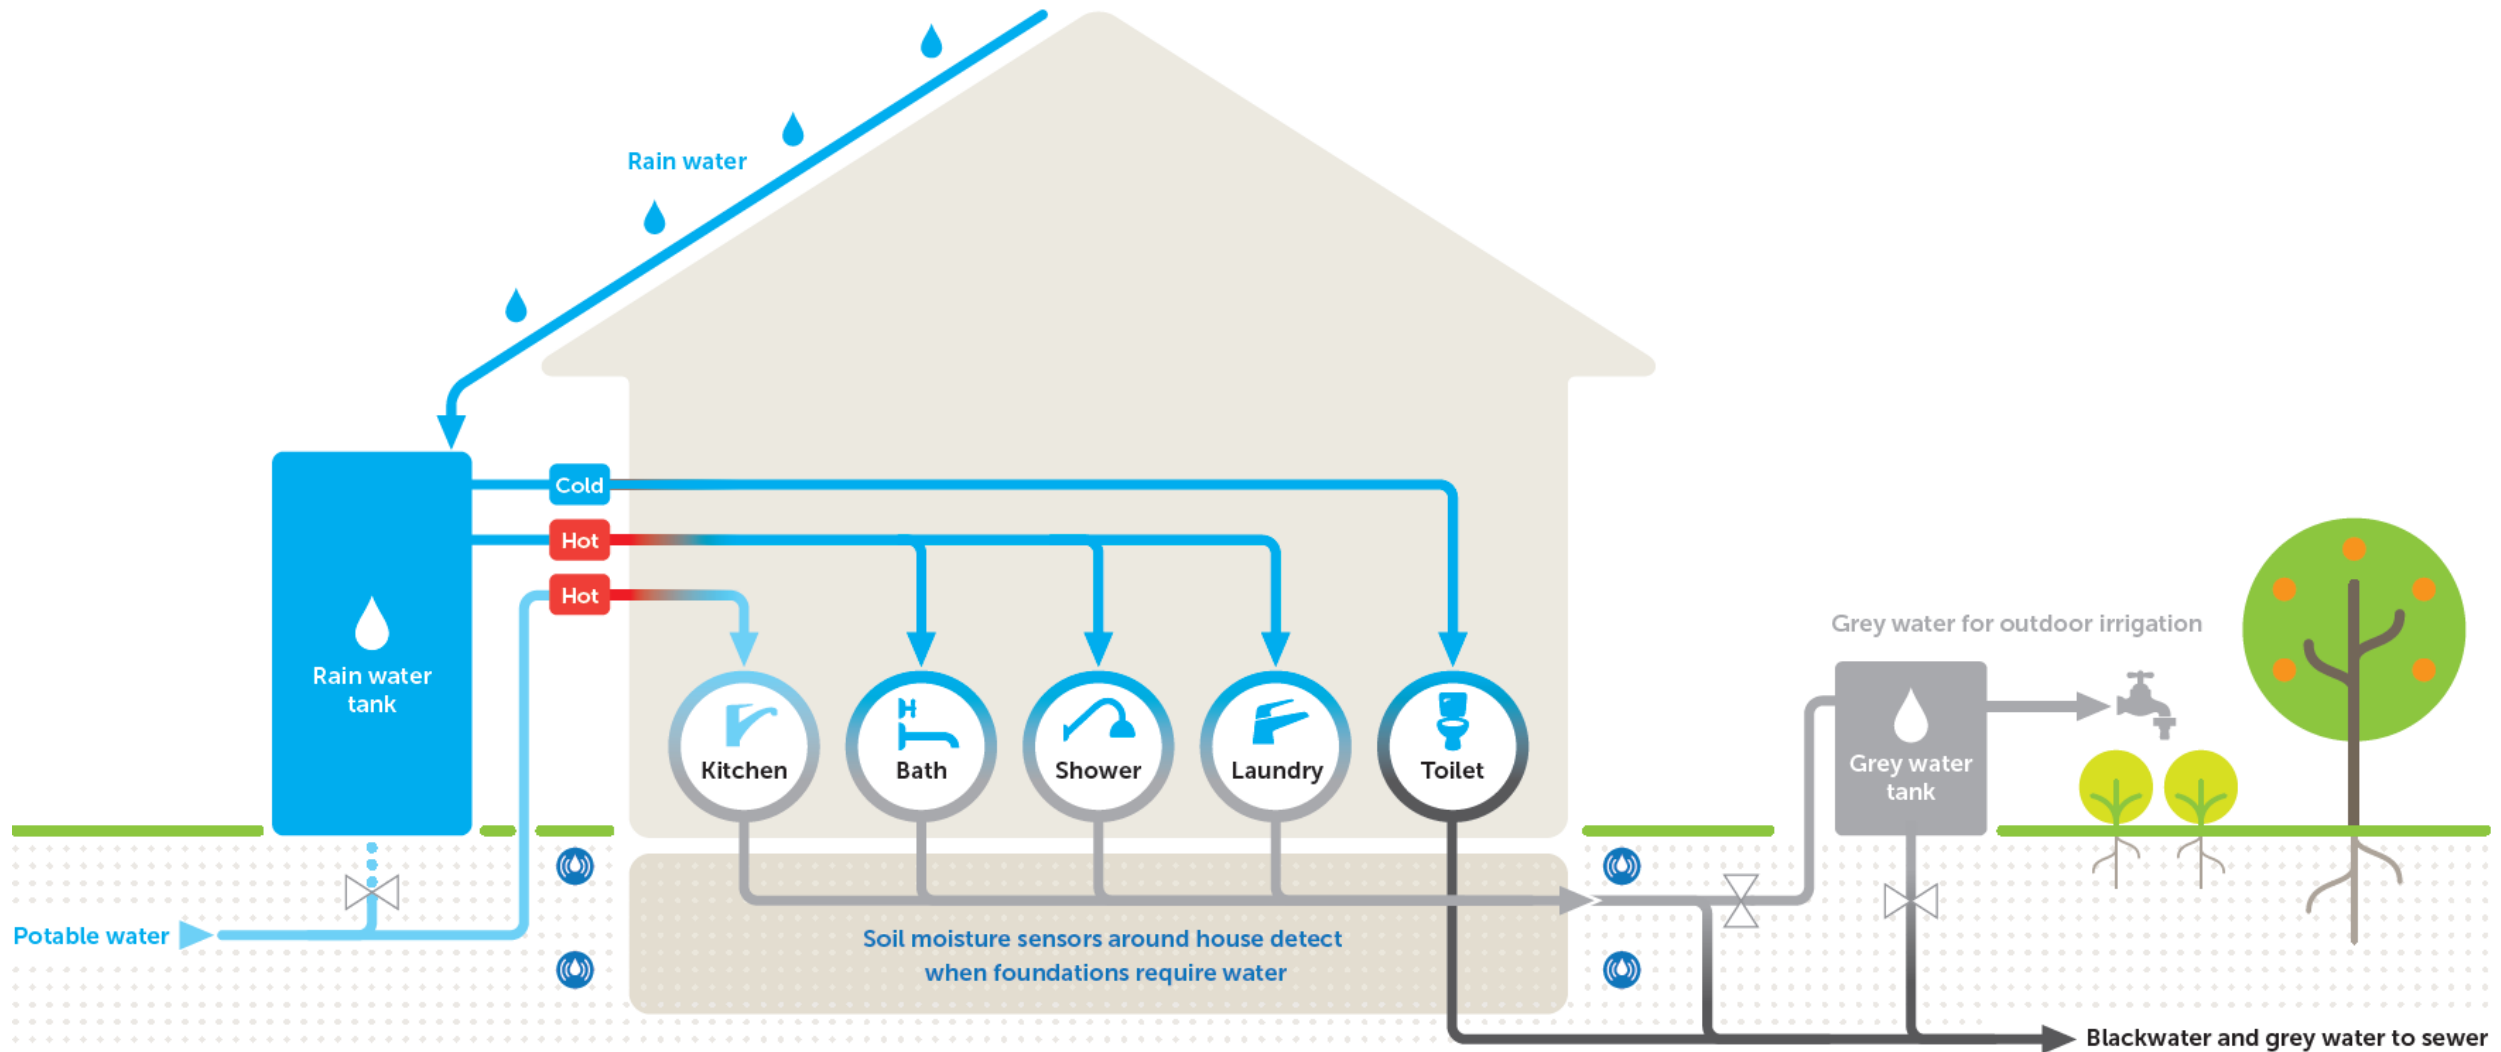 Rain water
Cold
Hot
Hot
Rain water
tank
Kitchen
Bath
Shower
Laundry
Toilet
Grey water for outdoor irrigation
Grey water
tank
Potable water
Soil moisture sensors around house detect
when foundations require water
Blackwater and grey water to sewer